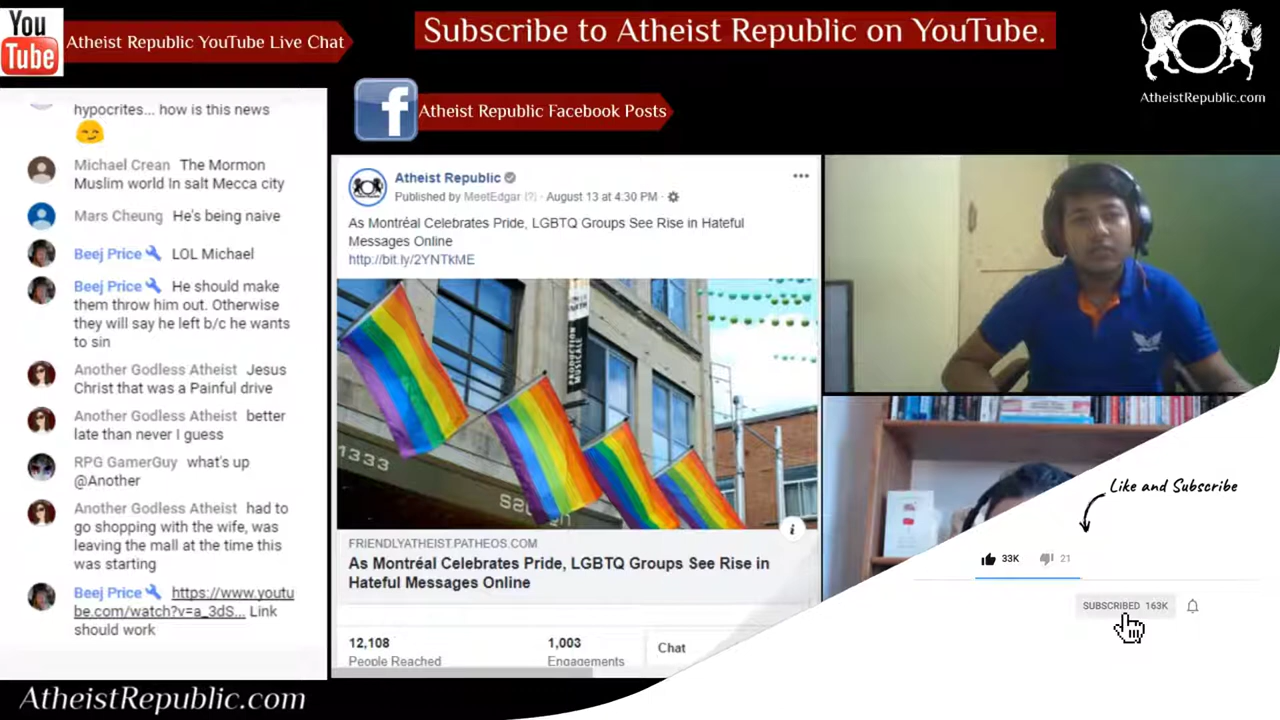 You
Tube
Atheist Republic YouTube Live Chat
Subscribe to Atheist Republic on YouTube.
AtheistRepublic.com
f
Atheist Republic Facebook Posts
hypocrites... how is this news
Michael Crean The Mormon
Muslim world In salt Mecca city
Mars Cheung He's being naive
Beej Price LOL Michael
Beej Price He should make
them throw him out. Otherwise
they will say he left b/c he wants
to sin
Another Godless Atheist Jesus
Christ that was a Painful drive
Another Godless Atheist better
late than never I guess
RPG GamerGuy what's up
@Another
Another Godless Atheist had to
go shopping with the wife, was
leaving the mall at the time this
was starting
Beej Price https://www.youtu
be.com/watch?v=a_3dS... Link
should work
Atheist Republic
Published by MeetEdgar [?] · August 13 at 4:30 PM ·
As Montréal Celebrates Pride, LGBTQ Groups See Rise in Hateful
Messages Online
http://bit.ly/2YNTkME
PRODUCTION
MUSICALE
1333
FRIENDLYATHEIST.PATHEOS.COM
As Montréal Celebrates Pride, LGBTQ Groups See Rise in
Hateful Messages Online
12,108
People Reached
1,003
Engagements
Chat
Like and Subscribe
33K
21
SUBSCRIBED 163K
AtheistRepublic.com